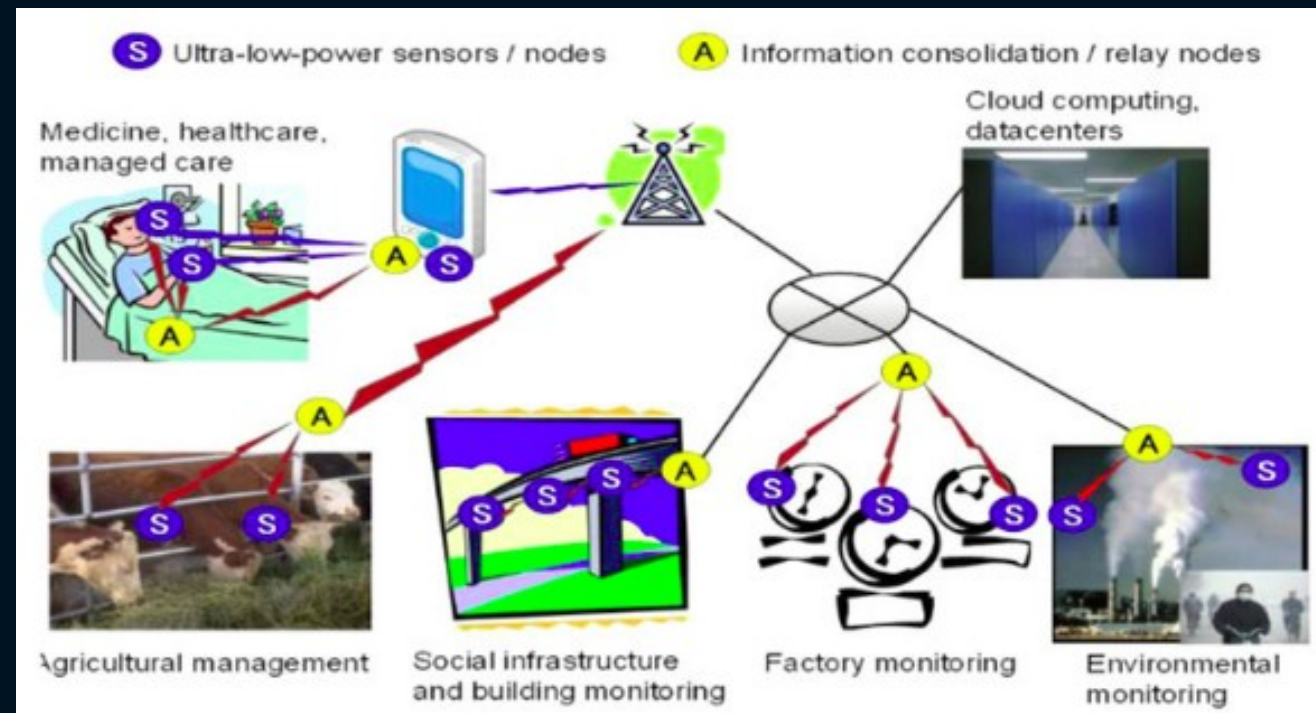 S Ultra-low-power sensors / nodes
A Information consolidation / relay nodes
Medicine, healthcare,
managed care
Cloud computing,
datacenters
S
S
A
S
A
A
S
S
S
S
S
A
A
S
S
S
A
S
S
Agricultural management
Social infrastructure
and building monitoring
Factory monitoring
Environmental
monitoring